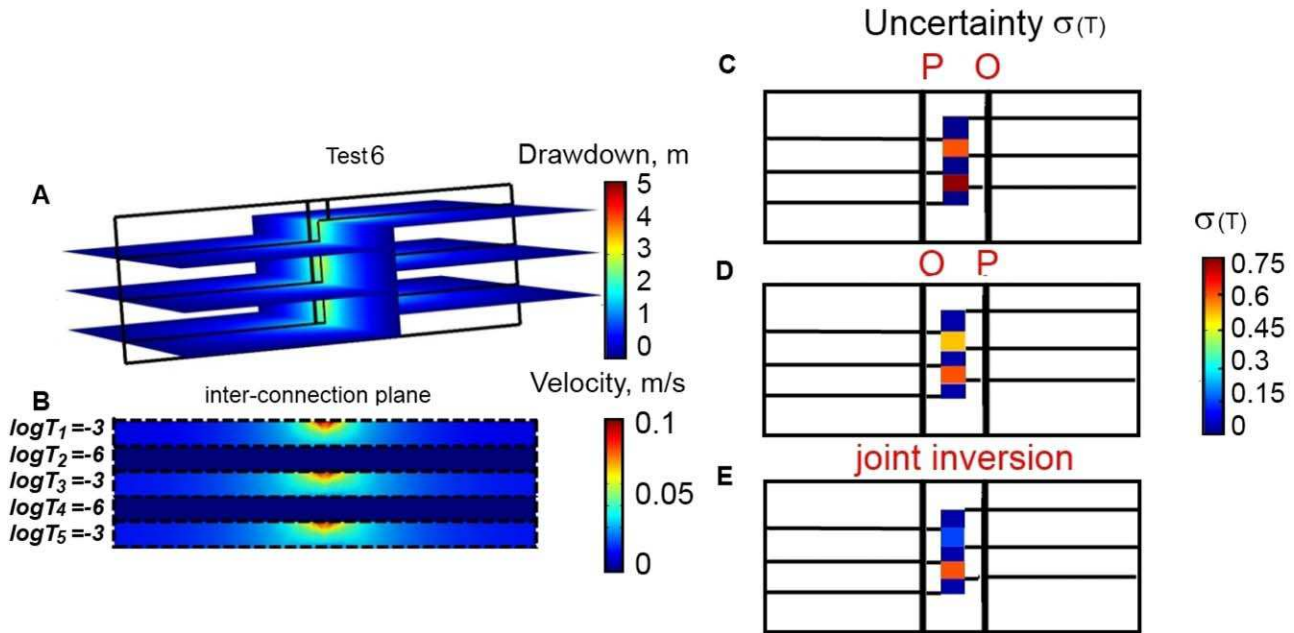 Uncertainty σ(T)
C
P O
Test6
Drawdown, m
A
5
4
3
2
1
0
D
O P
σ(T)
0.75
0.6
0.45
0.3
0.15
0
Velocity, m/s
B
inter-connection plane
logT1=-3
logT2=-6
logT3=-3
logT4=-6
logT5=-3
0.1
0.05
0
joint inversion
E